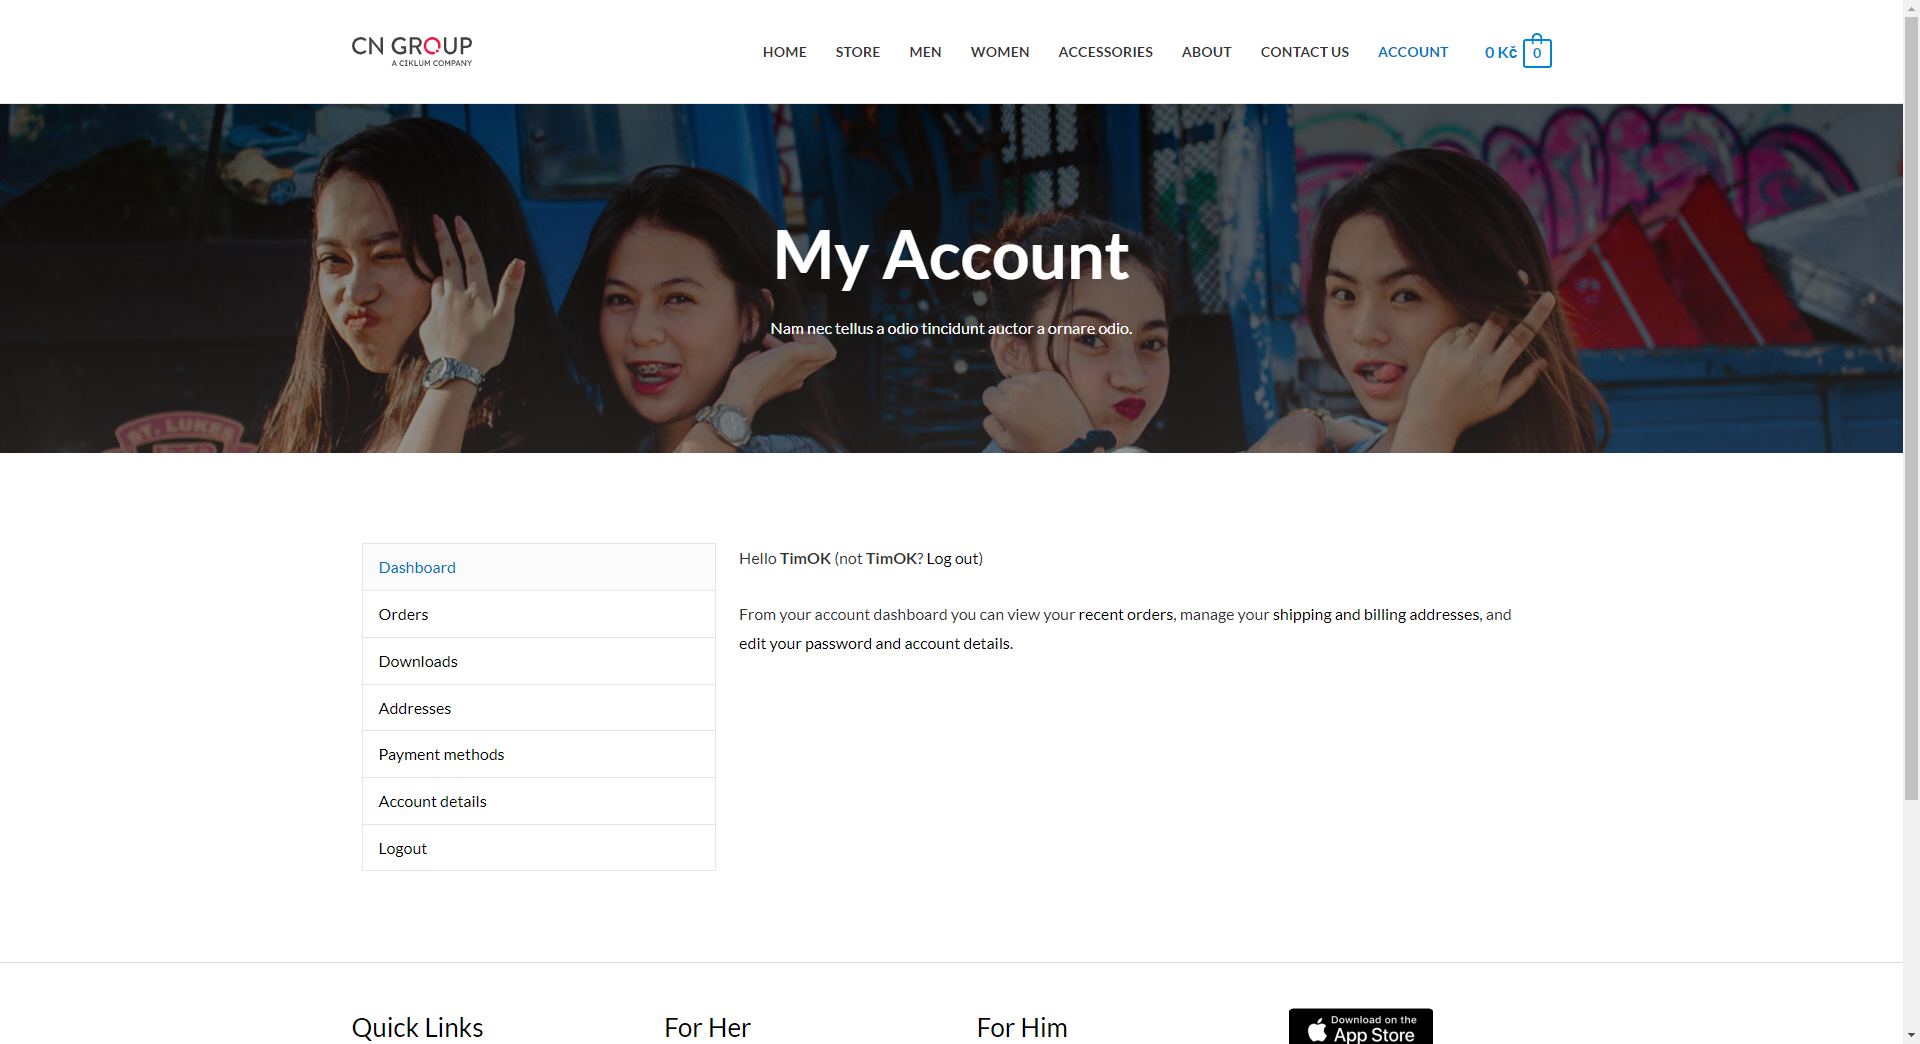 CN GROUP
A CIKLUM COMPANY
HOME
STORE
MEN
WOMEN
ACCESSORIES
ABOUT
CONTACT US
ACCOUNT
0 Kč
0
ST. LUKES
My Account
Nam nec tellus a odio tincidunt auctor a ornare odio.
Dashboard
Orders
Downloads
Addresses
Payment methods
Account details
Logout
Hello TimOK (not TimOK? Log out)
From your account dashboard you can view your recent orders, manage your shipping and billing addresses, and
edit your password and account details.
Quick Links
For Her
For Him
Download on the
App Store